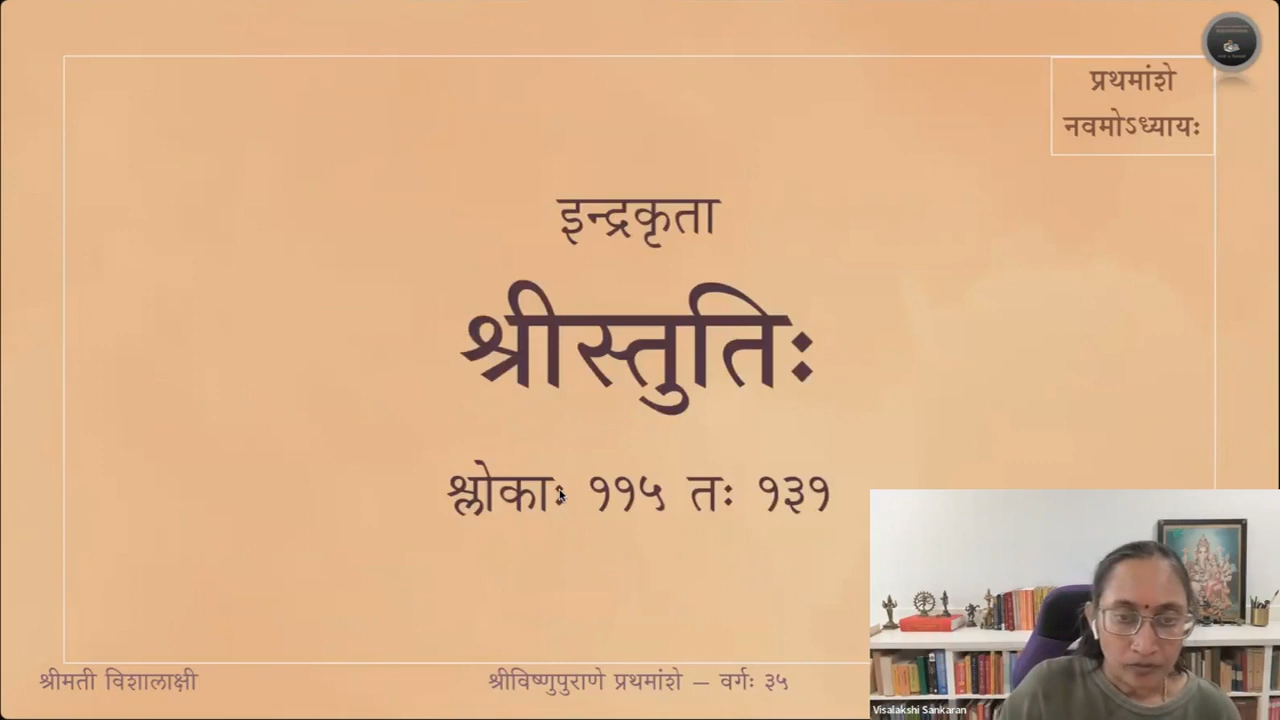 प्रथमांशे
नवमोऽध्यायः
इन्द्रकृता
श्रीस्तुतिः
श्लोकाः ११५ तः १३१
श्रीमती विशालाक्षी
श्रीविष्णुपुराणे प्रथमांशे – वर्गः ३५
Visalakshi Sankaran